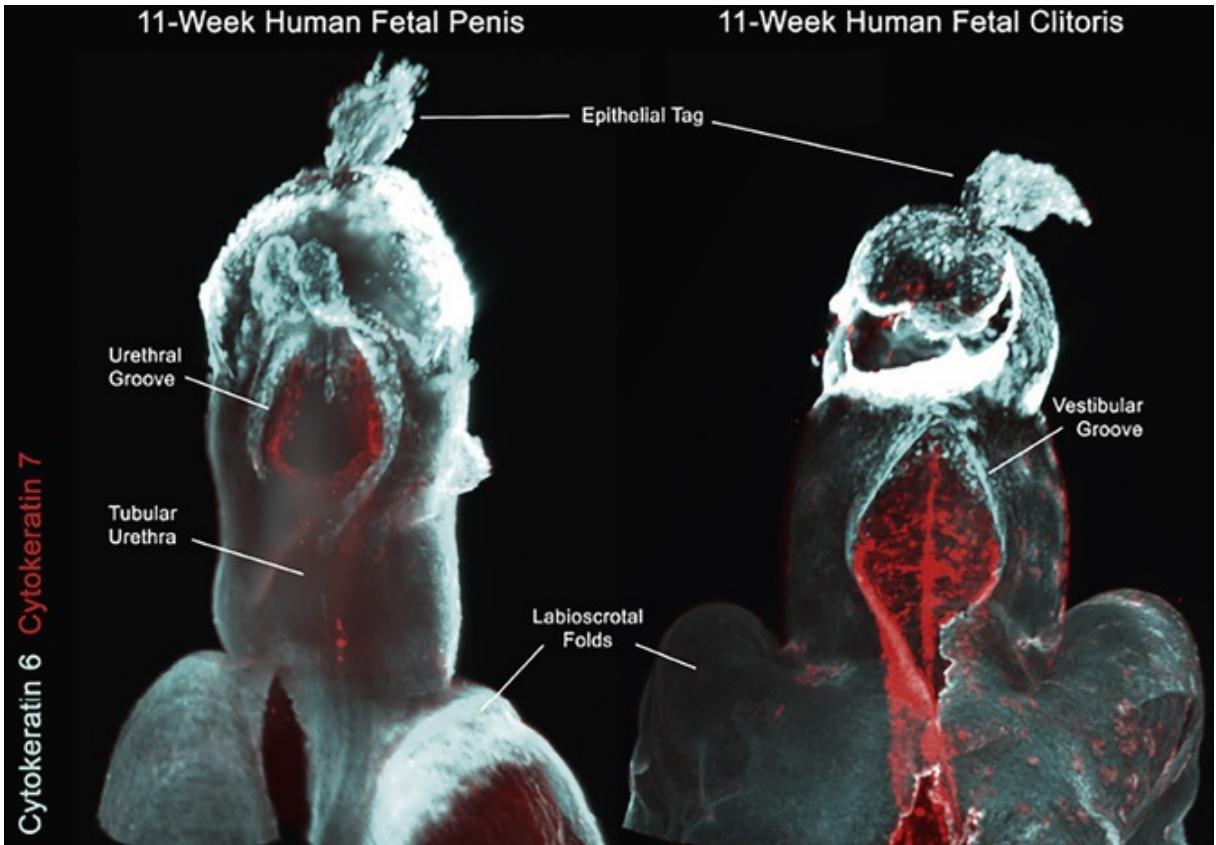 11-Week Human Fetal Penis
11-Week Human Fetal Clitoris
Epithelial Tag
Urethral
Groove
Vestibular
Groove
Tubular
Urethra
Labioscrotal
Folds
Cytokeratin 6 Cytokeratin 7